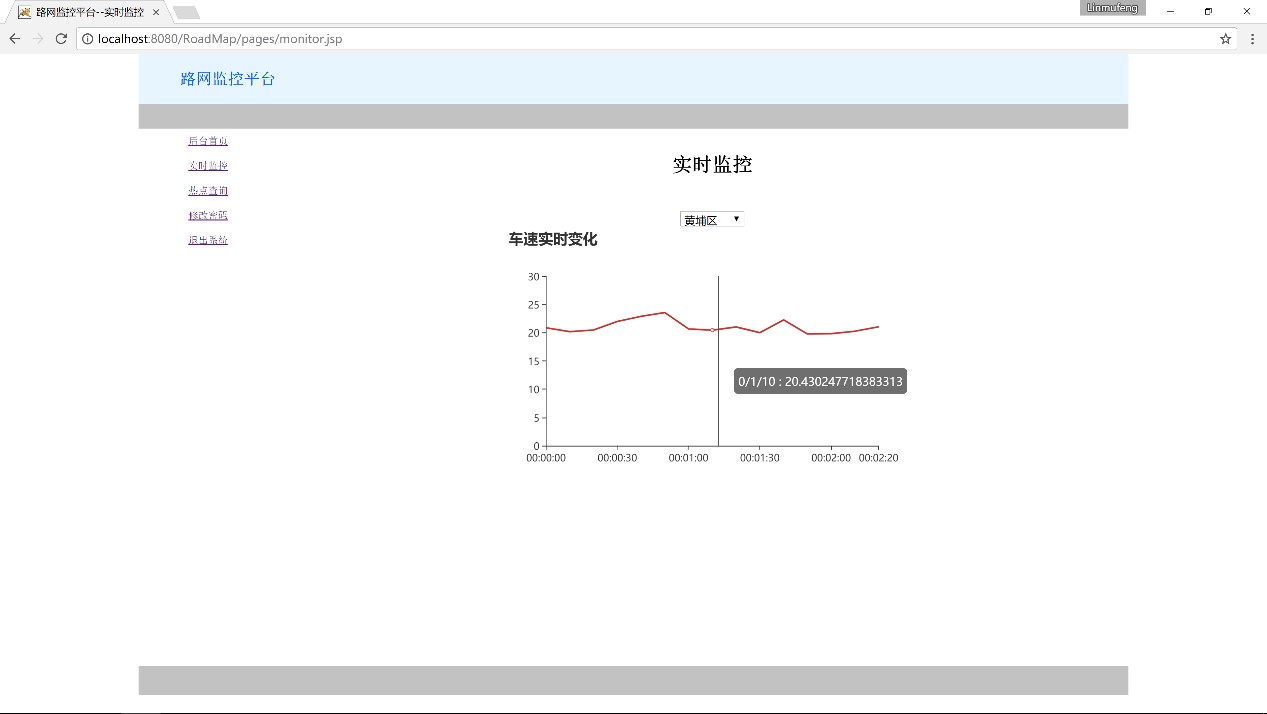 路网监控平台--实时监控
Linmufeng
localhost:8080/RoadMap/pages/monitor.jsp
路网监控平台
后台首页
实时监控
热点查询
修改密码
退出系统
实时监控
黄埔区
车速实时变化
30
25
20
15
10
5
0
0/1/10 : 20.430247718383313
00:00:00 00:00:30 00:01:00 00:01:30 00:02:00 00:02:20